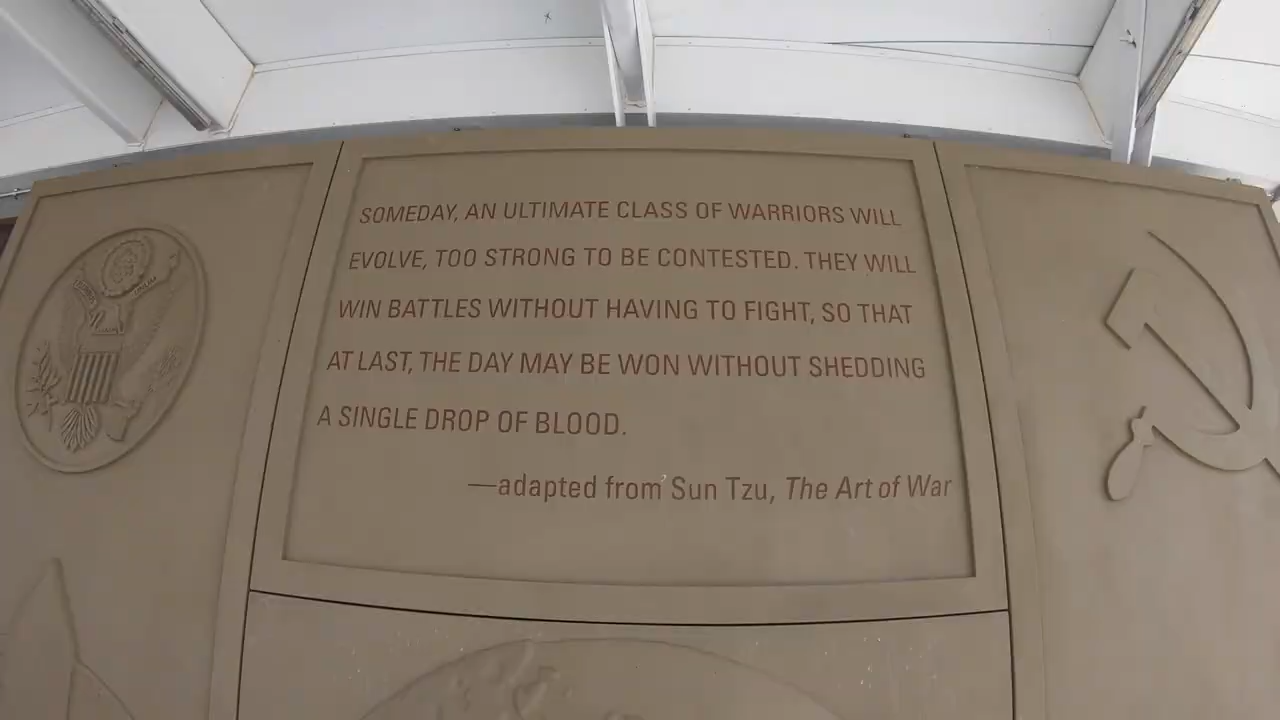 SOMEDAY, AN ULTIMATE CLASS OF WARRIORS WILL
EVOLVE, TOO STRONG TO BE CONTESTED. THEY WILL
WIN BATTLES WITHOUT HAVING TO FIGHT, SO THAT
AT LAST, THE DAY MAY BE WON WITHOUT SHEDDING
A SINGLE DROP OF BLOOD.
—adapted from Sun Tzu, The Art of War